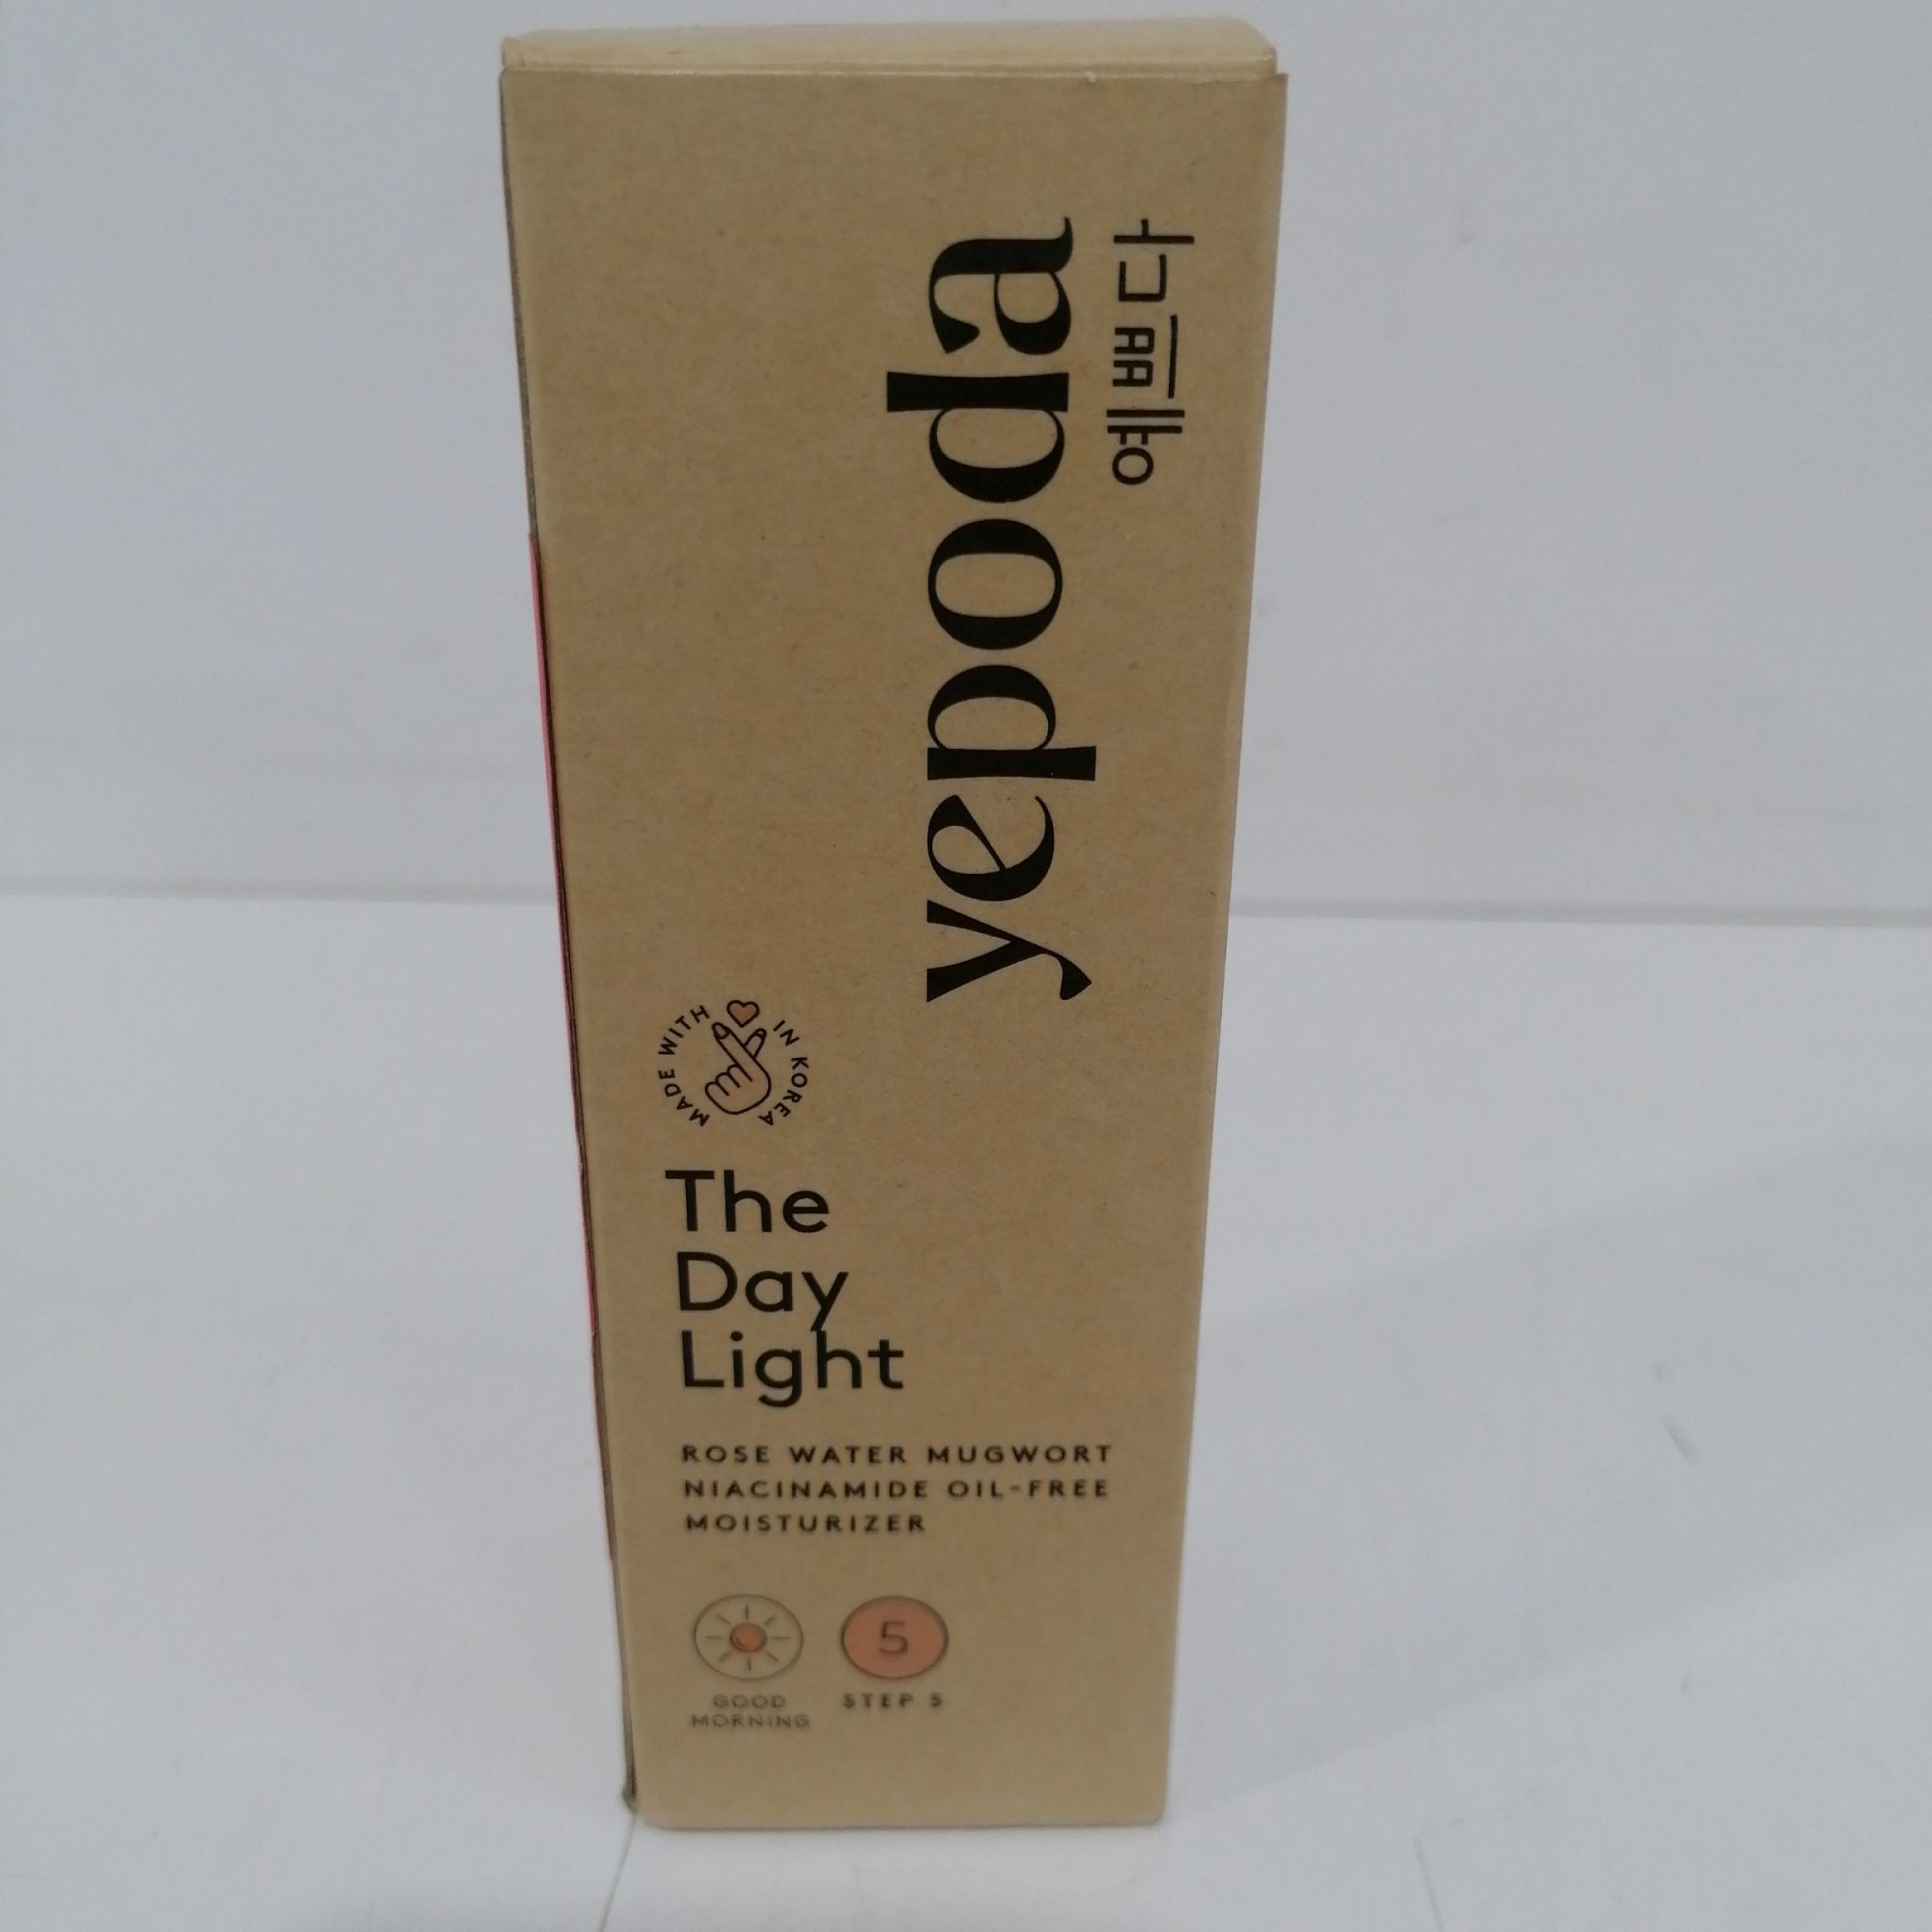 yepoda
예쁘다
MADE WITH IN KOREA
The
Day
Light
ROSE WATER MUGWORT
NIACINAMIDE OIL-FREE
MOISTURIZER
5
GOOD
MORNING
STEP 5